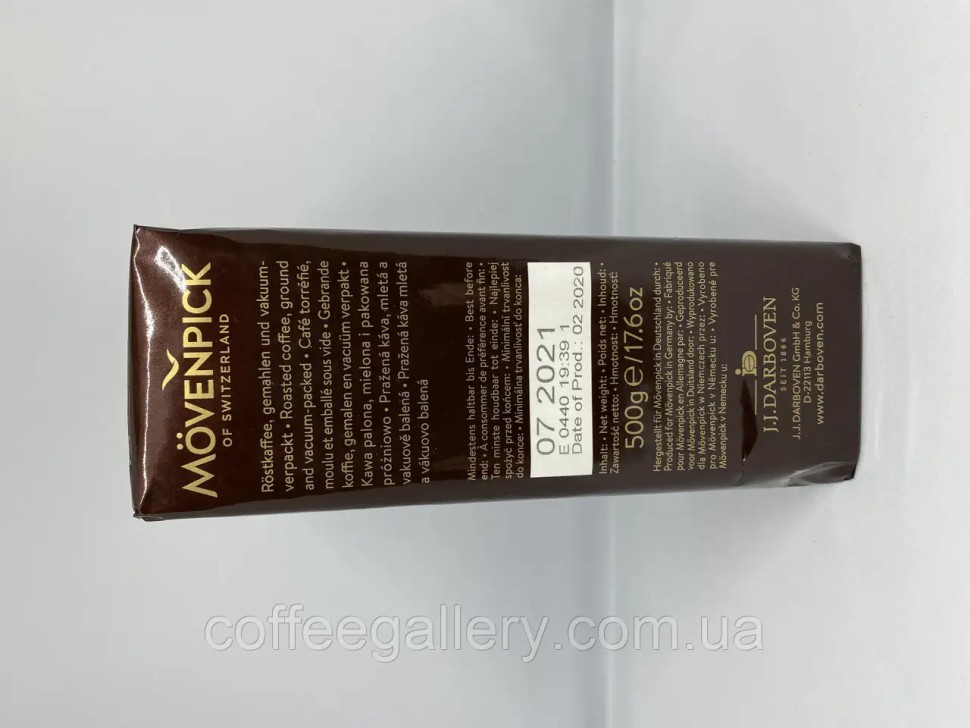 MÖVENPICK
OF SWITZERLAND
Röstkaffee, gemahlen und vakuum-
verpackt • Roasted coffee, ground
and vacuum-packed • Café torréfié,
moulu et emballé sous vide • Gebrande
koffie, gemalen en vacuüm verpakt •
Kawa palona, mielona i pakowana
próżniowo • Pražená káva, mletá a
vakuově balená • Pražená káva mletá
a vákuovo balená
Mindestens haltbar bis Ende: • Best before
end: • À consommer de préférence avant fin: •
Ten minste houdbaar tot einde: • Najlepiej
spożyć przed koncem: • Minimální trvanlivost
do konce: • Minimálna trvanlivosť do konca:
07 2021
E 0440 19:39 1
Date of Prod.: 02 2020
Inhalt: • Net weight: • Poids net: • Inhoud: •
Zawartość netto: • Hmotnost: • Hmotnosť:
500g e/17.6oz
Hergestellt für Mövenpick in Deutschland durch: •
Produced for Mövenpick in Germany by: • Fabriqué
pour Mövenpick en Allemagne par: • Geproduceerd
voor Mövenpick in Duitsland door: • Wyprodukowano
dla Mövenpick w Niemczech przez: • Vyrobeno
pro Mövenpick v Německu u: • Vyrobené pre
Mövenpick v Nemecku u:
J.J.DARBOVEN
SEIT 1866
J.J.DARBOVEN GmbH & Co. KG
D-22113 Hamburg
www.darboven.com
coffeegallery.com.ua